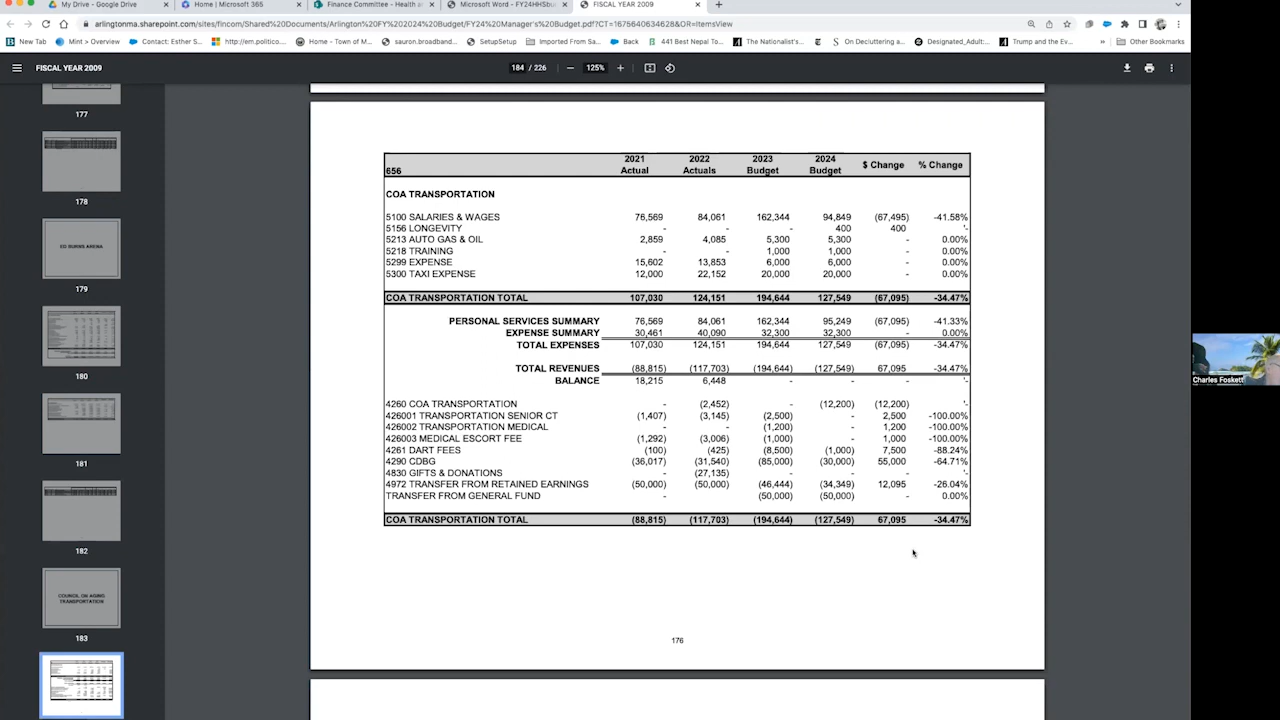 My Drive - Google Drive × Home | Microsoft 365 × Finance Committee - Health a × Microsoft Word - FY24HHSbu × FISCAL YEAR 2009 × +
arlingtonma.sharepoint.com/sites/fincom/Shared%20Documents/Arlington%20FY%202024%20Budget/FY24%20Manager's%20Budget.pdf?CT=1675640634628&OR=ItemsView
New Tab Mint > Overview Contact: Esther S... http://em.politico.... Home - Town of M... sauron.broadband... SetupSetup Imported From Sa... Back 441 Best Nepal To... The Nationalist's... On Decluttering a... Designated_Adult:... Trump and the Ev... » Other Bookmarks
FISCAL YEAR 2009 184 / 226 − 125% +
177
178
ED BURNS ARENA
179
180
181
182
COUNCIL ON AGING
TRANSPORTATION
183
656 2021 Actual 2022 Actuals 2023 Budget 2024 Budget $ Change % Change
COA TRANSPORTATION
5100 SALARIES & WAGES 76,569 84,061 162,344 94,849 (67,495) -41.58%
5156 LONGEVITY - - - 400 400 '-
5213 AUTO GAS & OIL 2,859 4,085 5,300 5,300 - 0.00%
5218 TRAINING - - 1,000 1,000 - 0.00%
5299 EXPENSE 15,602 13,853 6,000 6,000 - 0.00%
5300 TAXI EXPENSE 12,000 22,152 20,000 20,000 - 0.00%
COA TRANSPORTATION TOTAL 107,030 124,151 194,644 127,549 (67,095) -34.47%
PERSONAL SERVICES SUMMARY 76,569 84,061 162,344 95,249 (67,095) -41.33%
EXPENSE SUMMARY 30,461 40,090 32,300 32,300 - 0.00%
TOTAL EXPENSES 107,030 124,151 194,644 127,549 (67,095) -34.47%
TOTAL REVENUES (88,815) (117,703) (194,644) (127,549) 67,095 -34.47%
BALANCE 18,215 6,448 - - - '-
4260 COA TRANSPORTATION - (2,452) - (12,200) (12,200) '-
426001 TRANSPORTATION SENIOR CT (1,407) (3,145) (2,500) - 2,500 -100.00%
426002 TRANSPORTATION MEDICAL - - (1,200) - 1,200 -100.00%
426003 MEDICAL ESCORT FEE (1,292) (3,006) (1,000) - 1,000 -100.00%
4261 DART FEES (100) (425) (8,500) (1,000) 7,500 -88.24%
4290 CDBG (36,017) (31,540) (85,000) (30,000) 55,000 -64.71%
4830 GIFTS & DONATIONS - (27,135) - - - '-
4972 TRANSFER FROM RETAINED EARNINGS (50,000) (50,000) (46,444) (34,349) 12,095 -26.04%
TRANSFER FROM GENERAL FUND - (50,000) (50,000) - 0.00%
COA TRANSPORTATION TOTAL (88,815) (117,703) (194,644) (127,549) 67,095 -34.47%
176
Charles Foskett